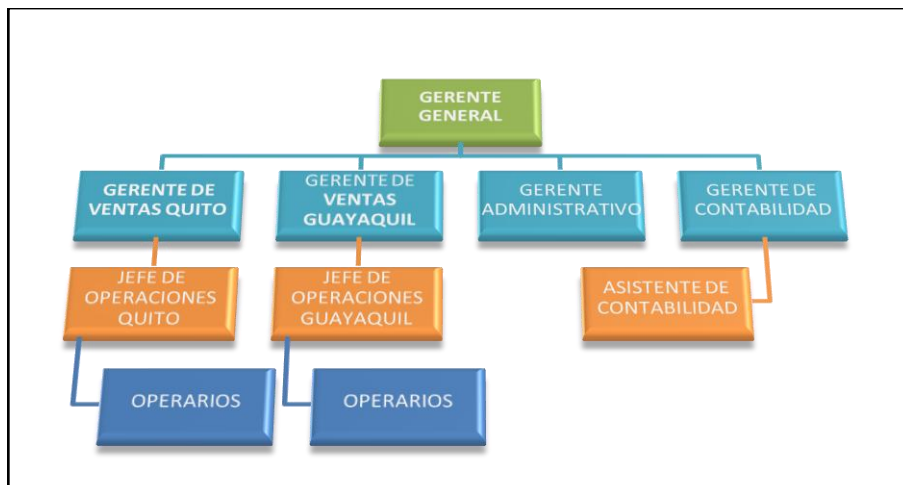 GERENTE
GENERAL
GERENTE DE
VENTAS QUITO
GERENTE DE
VENTAS
GUAYAQUIL
GERENTE
ADMINISTRATIVO
GERENTE DE
CONTABILIDAD
JEFE DE
OPERACIONES
QUITO
JEFE DE
OPERACIONES
GUAYAQUIL
ASISTENTE DE
CONTABILIDAD
OPERARIOS
OPERARIOS